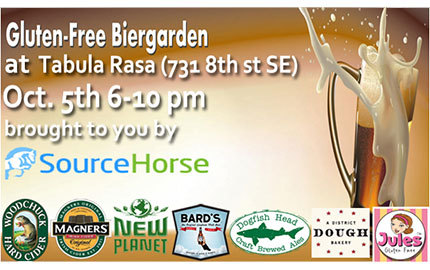 Gluten-Free Biergarden
at Tabula Rasa (731 8th st SE)
Oct. 5th 6-10 pm
brought to you by
SourceHorse
WOODCHUCK
HARD CIDER
MAGNERS
Original
NEW
PLANET
BARD'S
Dogfish Head
Craft Brewed Ales
A DISTRICT
DOUGH
BAKERY
Jules
Gluten Free